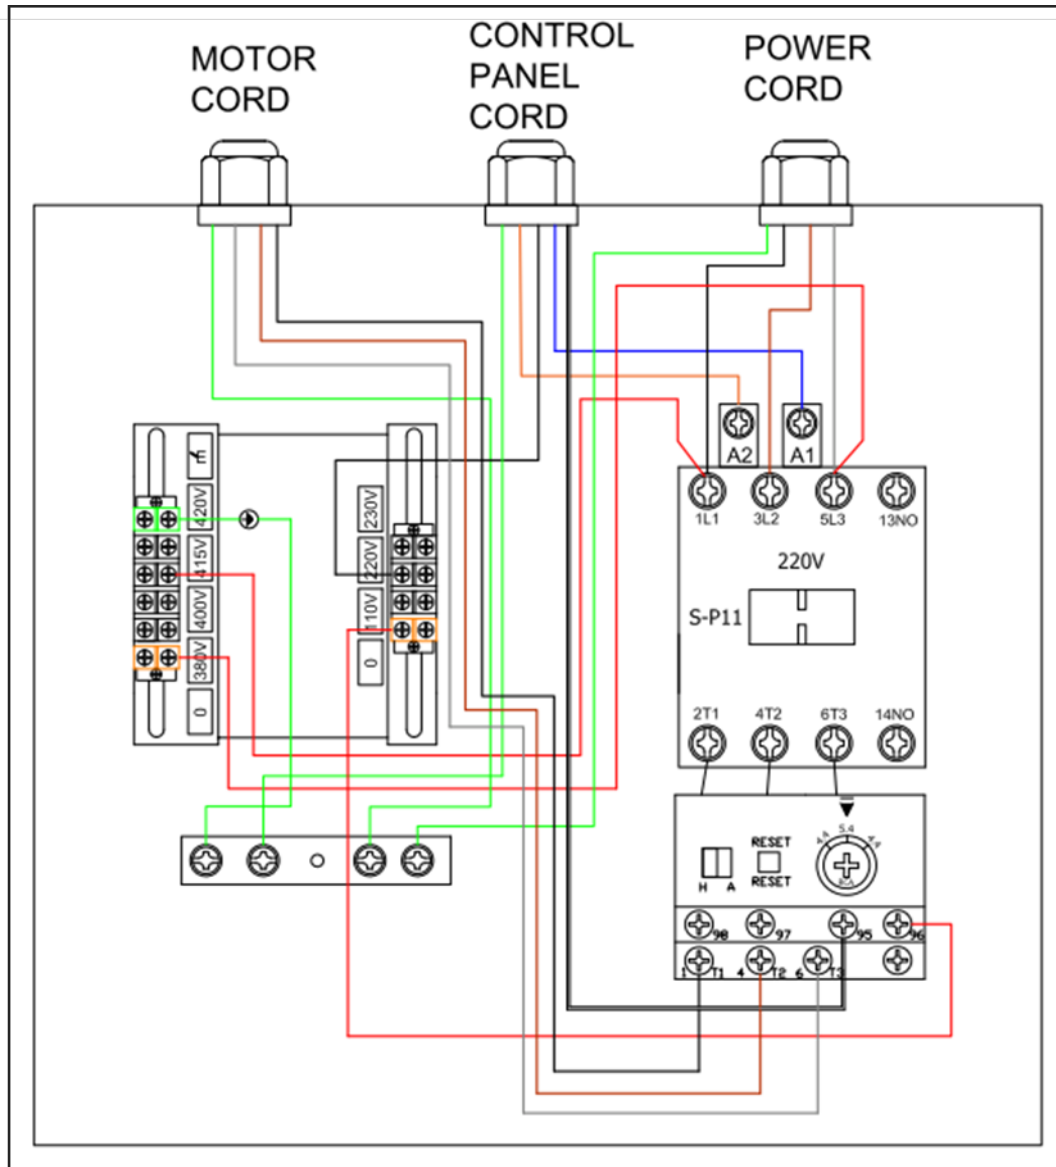 MOTOR
CORD
CONTROL
PANEL
CORD
POWER
CORD
A2
A1
1L1
3L2
5L3
13NO
220V
S-P11
2T1
4T2
6T3
14NO
420V
415V
400V
380V
0
230V
220V
110V
0
5.4
RESET
H
A
RESET
98
97
95
96
1
T1
4
T2
6
T3